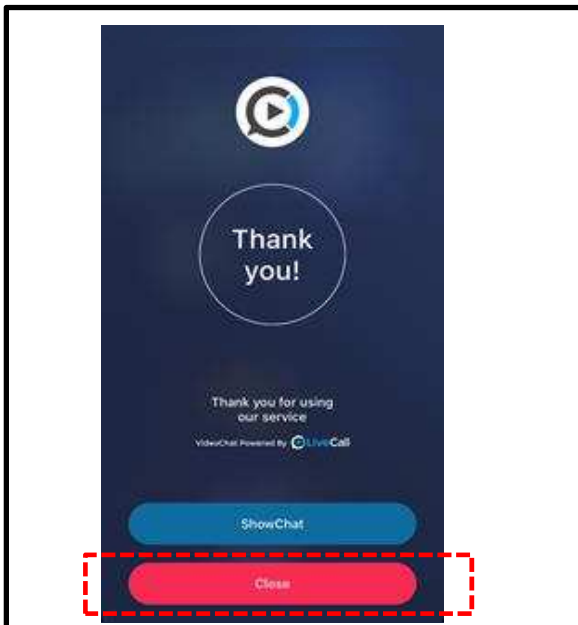 Thank
you!
Thank you for using
our service
VideoChat Powered By LiveCall
ShowChat
Close